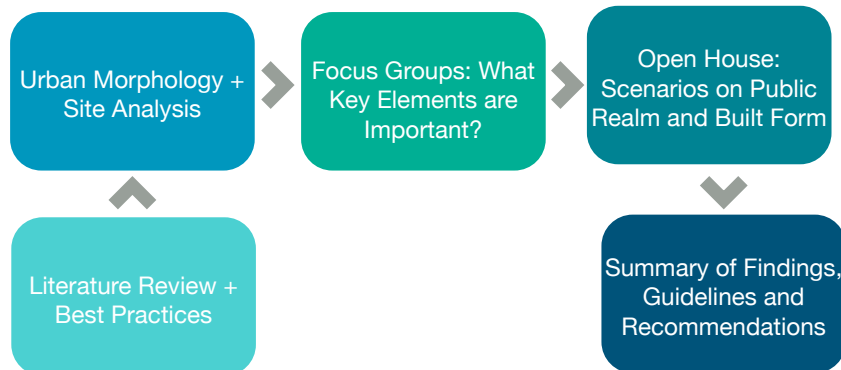 Urban Morphology +
Site Analysis
Focus Groups: What
Key Elements are
Important?
Open House:
Scenarios on Public
Realm and Built Form
Literature Review +
Best Practices
Summary of Findings,
Guidelines and
Recommendations